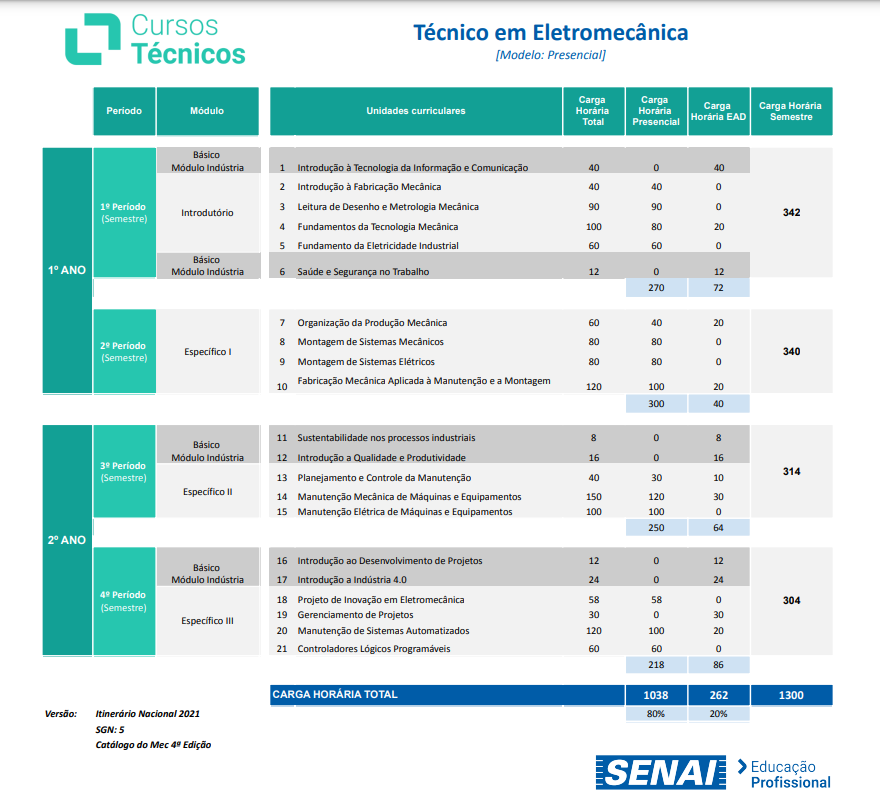 Cursos
Técnicos
Técnico em Eletromecânica
[Modelo: Presencial]
Período Módulo Unidades curriculares Carga Horária Total Carga Horária Presencial Carga Horária EAD Carga Horária Semestre
1º ANO
1º Período
(Semestre)
342
Básico
Módulo Indústria
1 Introdução à Tecnologia da Informação e Comunicação 40 0 40
Introdutório
2 Introdução à Fabricação Mecânica 40 40 0
3 Leitura de Desenho e Metrologia Mecânica 90 90 0
4 Fundamentos da Tecnologia Mecânica 100 80 20
5 Fundamento da Eletricidade Industrial 60 60 0
Básico
Módulo Indústria
6 Saúde e Segurança no Trabalho 12 0 12
270 72
2º Período
(Semestre)
Específico I
340
7 Organização da Produção Mecânica 60 40 20
8 Montagem de Sistemas Mecânicos 80 80 0
9 Montagem de Sistemas Elétricos 80 80 0
10 Fabricação Mecânica Aplicada à Manutenção e a Montagem 120 100 20
300 40
2º ANO
3º Período
(Semestre)
314
Básico
Módulo Indústria
11 Sustentabilidade nos processos industriais 8 0 8
12 Introdução a Qualidade e Produtividade 16 0 16
Específico II
13 Planejamento e Controle da Manutenção 40 30 10
14 Manutenção Mecânica de Máquinas e Equipamentos 150 120 30
15 Manutenção Elétrica de Máquinas e Equipamentos 100 100 0
250 64
4º Período
(Semestre)
304
Básico
Módulo Indústria
16 Introdução ao Desenvolvimento de Projetos 12 0 12
17 Introdução a Indústria 4.0 24 0 24
Específico III
18 Projeto de Inovação em Eletromecânica 58 58 0
19 Gerenciamento de Projetos 30 0 30
20 Manutenção de Sistemas Automatizados 120 100 20
21 Controladores Lógicos Programáveis 60 60 0
218 86
CARGA HORÁRIA TOTAL 1038 262 1300
80% 20%
Versão: Itinerário Nacional 2021
SGN: 5
Catálogo do Mec 4ª Edição
SENAI
Educação
Profissional